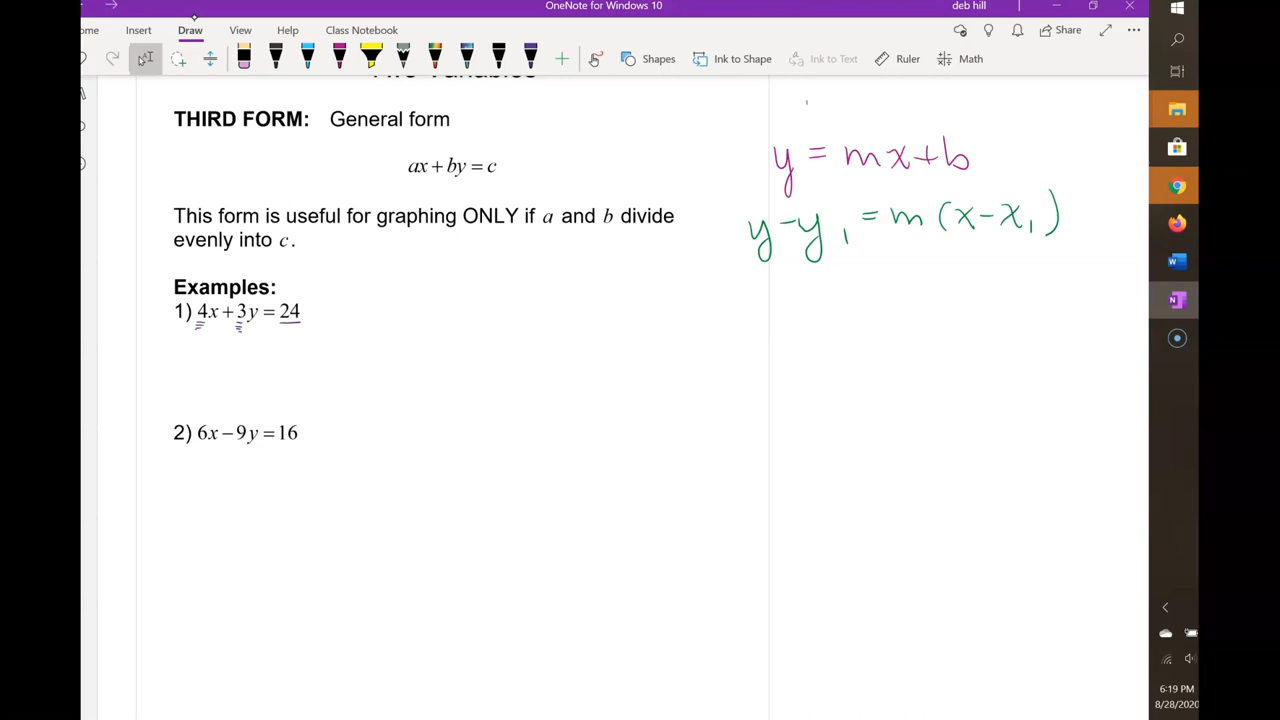 OneNote for Windows 10
deb hill
ome Insert Draw View Help Class Notebook Share
Shapes Ink to Shape Ink to Text Ruler Math
Two Variables
THIRD FORM: General form
ax + by = c
This form is useful for graphing ONLY if a and b divide
evenly into c.
Examples:
1) 4x + 3y = 24
2) 6x − 9y = 16
y = mx + b
y − y₁ = m(x − x₁)
6:19 PM
8/28/2020